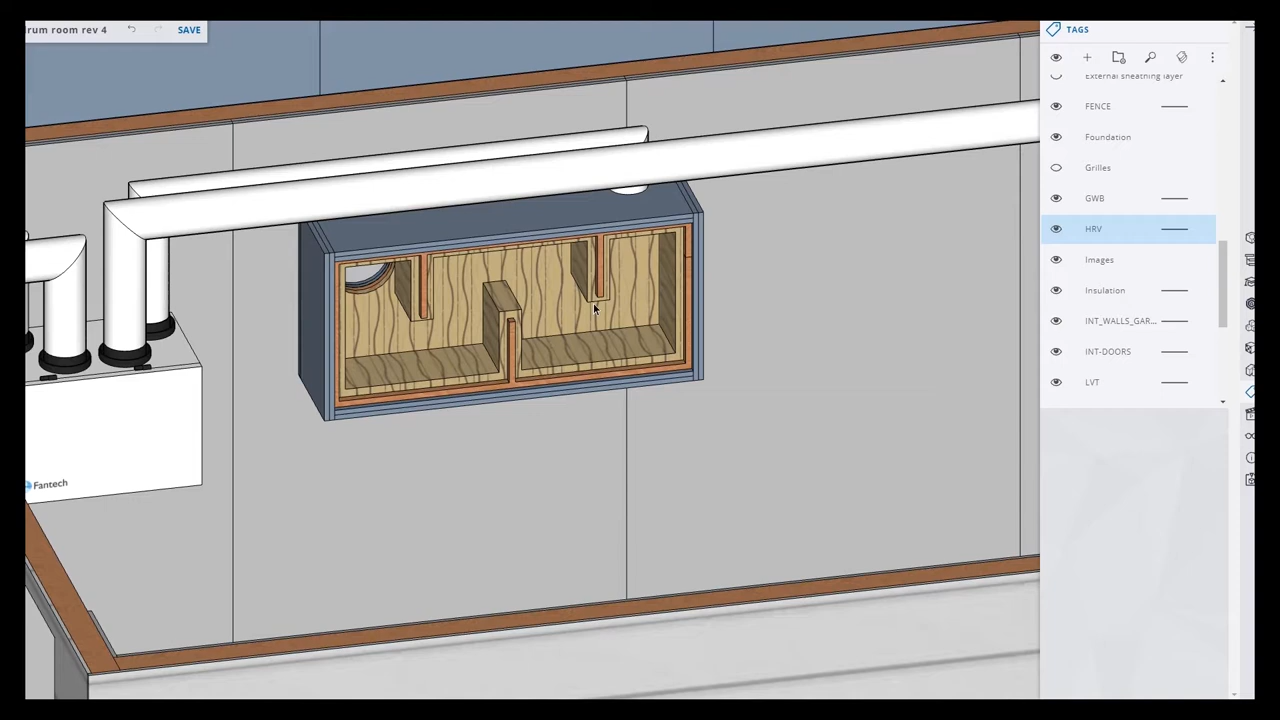 rum room rev 4
SAVE
TAGS
External sheathing layer
FENCE
Foundation
Grilles
GWB
HRV
Images
Insulation
INT_WALLS_GAR...
INT-DOORS
LVT
Fantech